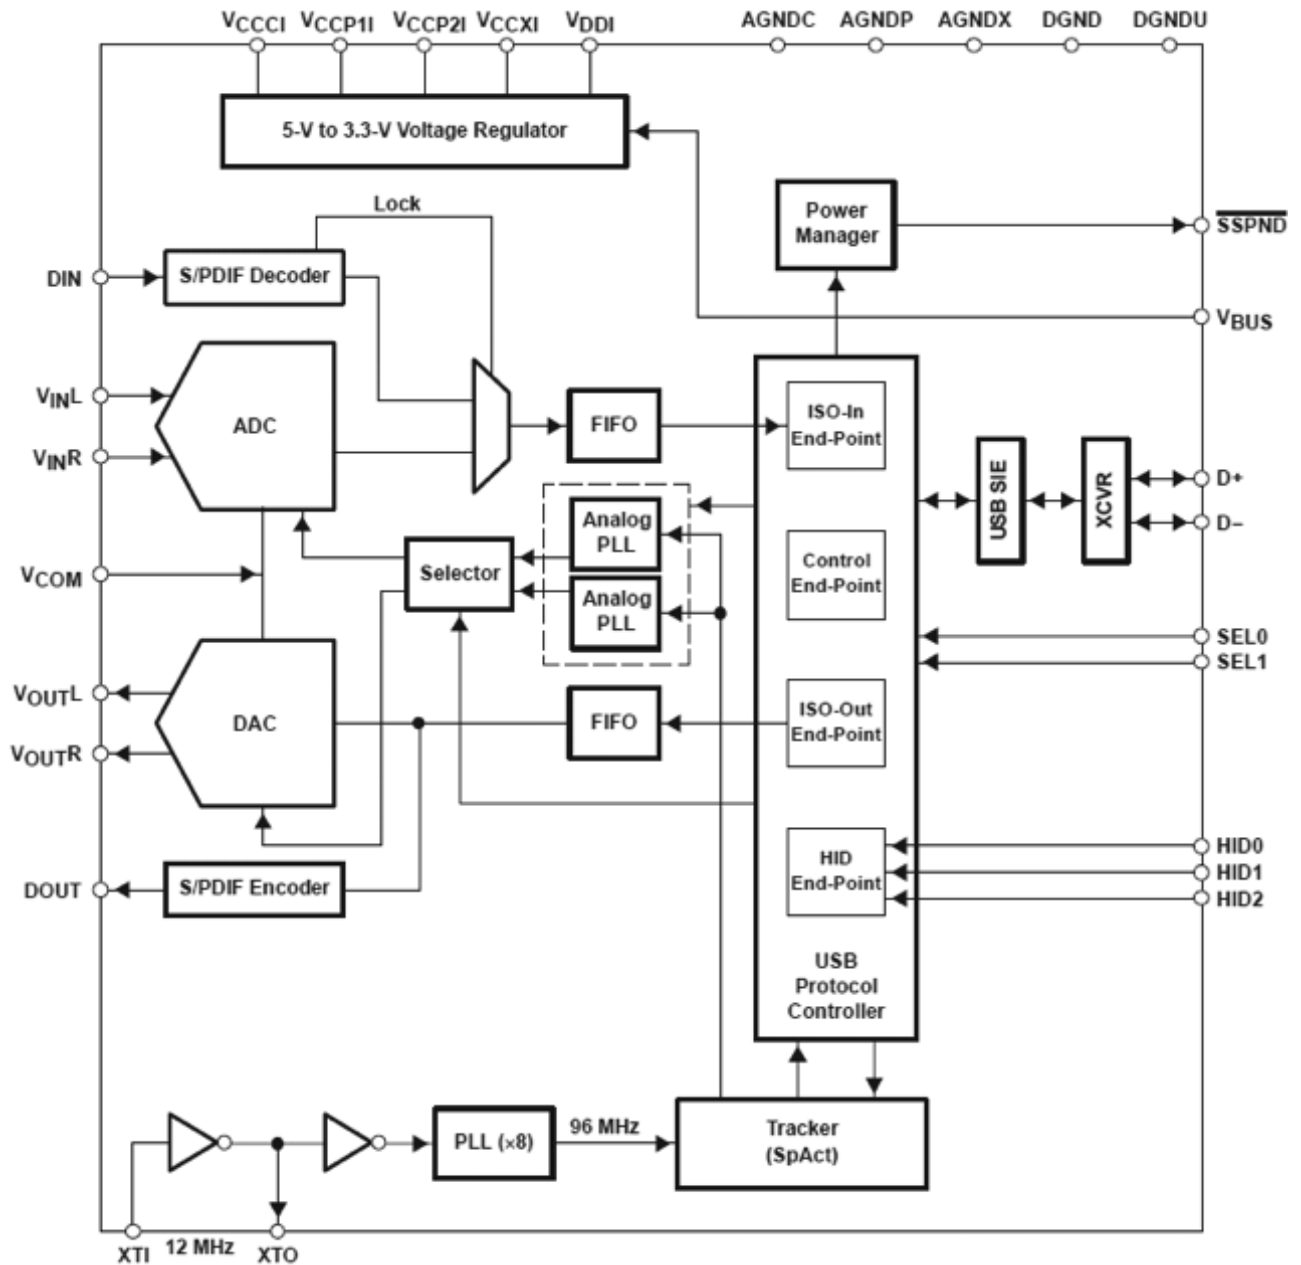 VCCCI VCCP1I VCCP2I VCCXI VDDI AGNDC AGNDP AGNDX DGND DGNDU
5-V to 3.3-V Voltage Regulator
Power
Manager
SSPND
Lock
DIN
S/PDIF Decoder
VBUS
VINL
ADC
VINR
FIFO
ISO-In
End-Point
USB SIE
XCVR
D+
D−
Analog
PLL
Selector
Analog
PLL
Control
End-Point
VCOM
SEL0
SEL1
VOUTL
DAC
VOUTR
FIFO
ISO-Out
End-Point
HID
End-Point
HID0
HID1
HID2
DOUT
S/PDIF Encoder
USB
Protocol
Controller
PLL (×8)
96 MHz
Tracker
(SpAct)
XTI
12 MHz
XTO